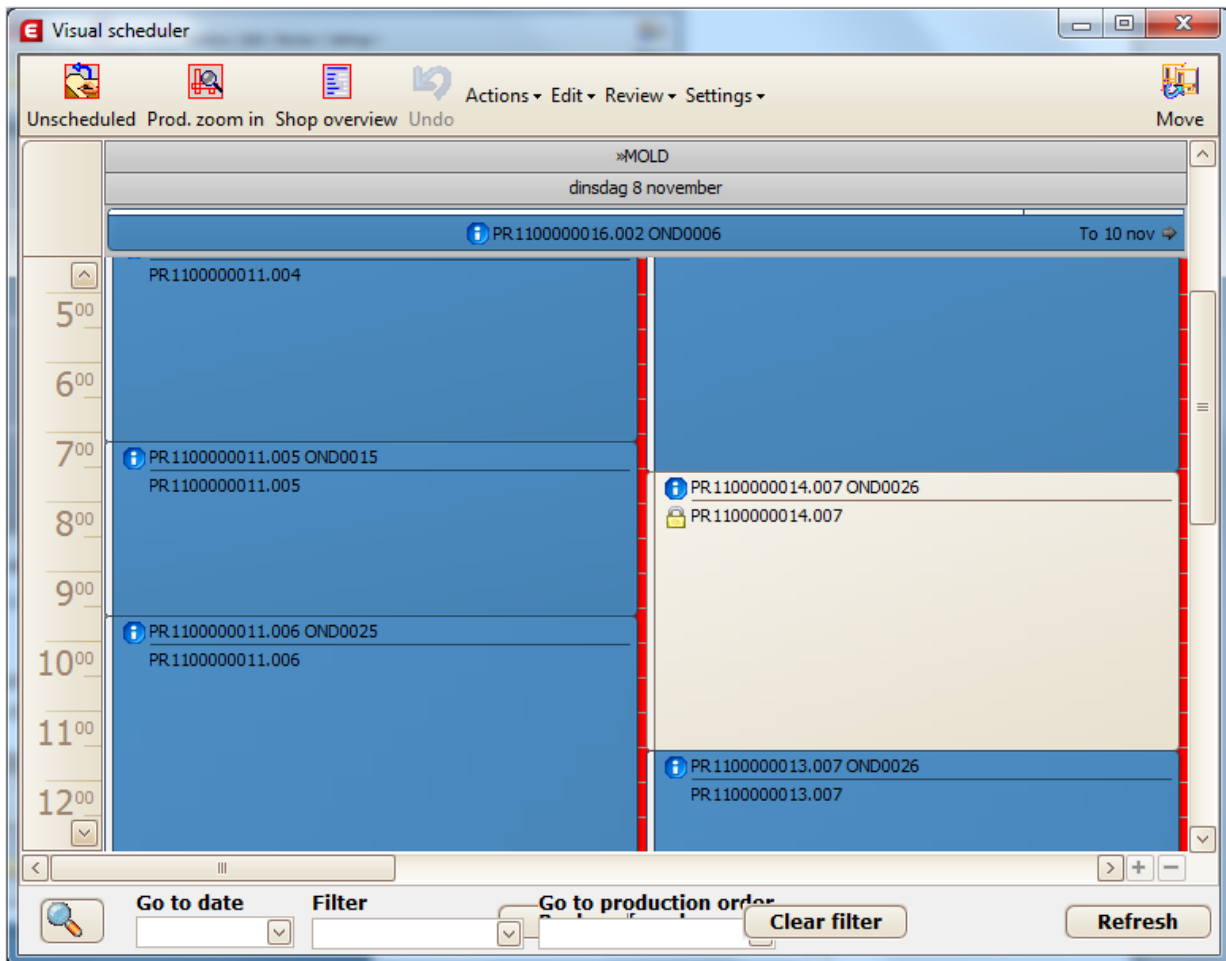 Visual scheduler
Unscheduled Prod. zoom in Shop overview Undo Actions Edit Review Settings Move
»MOLD
dinsdag 8 november
PR1100000016.002 OND0006 To 10 nov
PR1100000011.004
5 00
6 00
7 00
PR1100000011.005 OND0015
PR1100000011.005
PR1100000014.007 OND0026
8 00
PR1100000014.007
9 00
PR1100000011.006 OND0025
10 00
PR1100000011.006
11 00
PR1100000013.007 OND0026
12 00
PR1100000013.007
Go to date Filter Go to production order
Clear filter Refresh